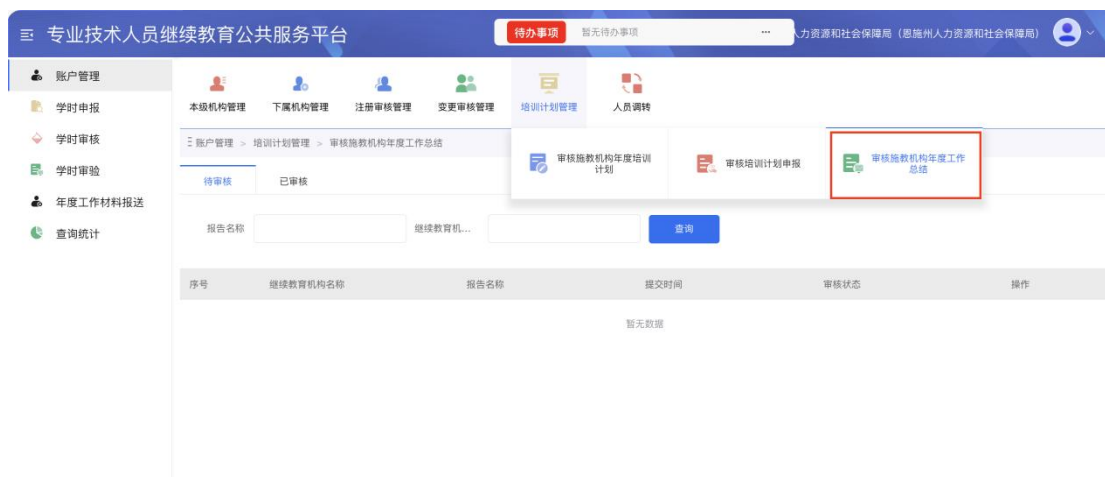 专业技术人员继续教育公共服务平台
待办事项 暂无待办事项 ... 人力资源和社会保障局（恩施州人力资源和社会保障局）
账户管理
学时申报
学时审核
学时审验
年度工作材料报送
查询统计
本级机构管理 下属机构管理 注册审核管理 变更审核管理 培训计划管理 人员调转
账户管理 > 培训计划管理 > 审核施教机构年度工作总结
审核施教机构年度培训
计划
审核培训计划申报
审核施教机构年度工作
总结
待审核 已审核
报告名称 继续教育机... 查询
序号 继续教育机构名称 报告名称 提交时间 审核状态 操作
暂无数据